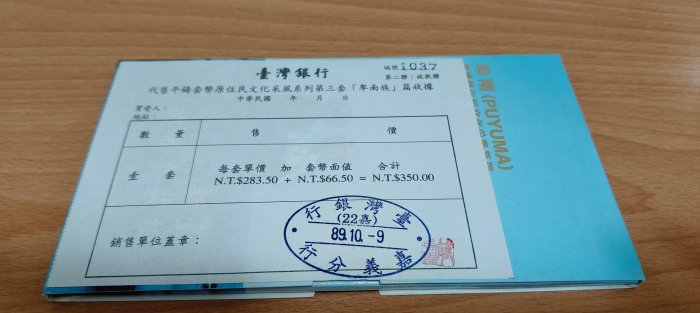 臺灣銀行
編號 1037
第二聯：收執聯
代售平鑄套幣原住民文化采風系列第三套「卑南族」篇收據
中華民國　年　月　日
買受人：
地址：
數量　售價
壹套　每套單價 加 套幣面值 合計
N.T.$283.50 + N.T.$66.50 = N.T.$350.00
銷售單位蓋章：
臺灣銀行
(22嘉)
89.10.-9
嘉義分行
卑南(PUYUMA)